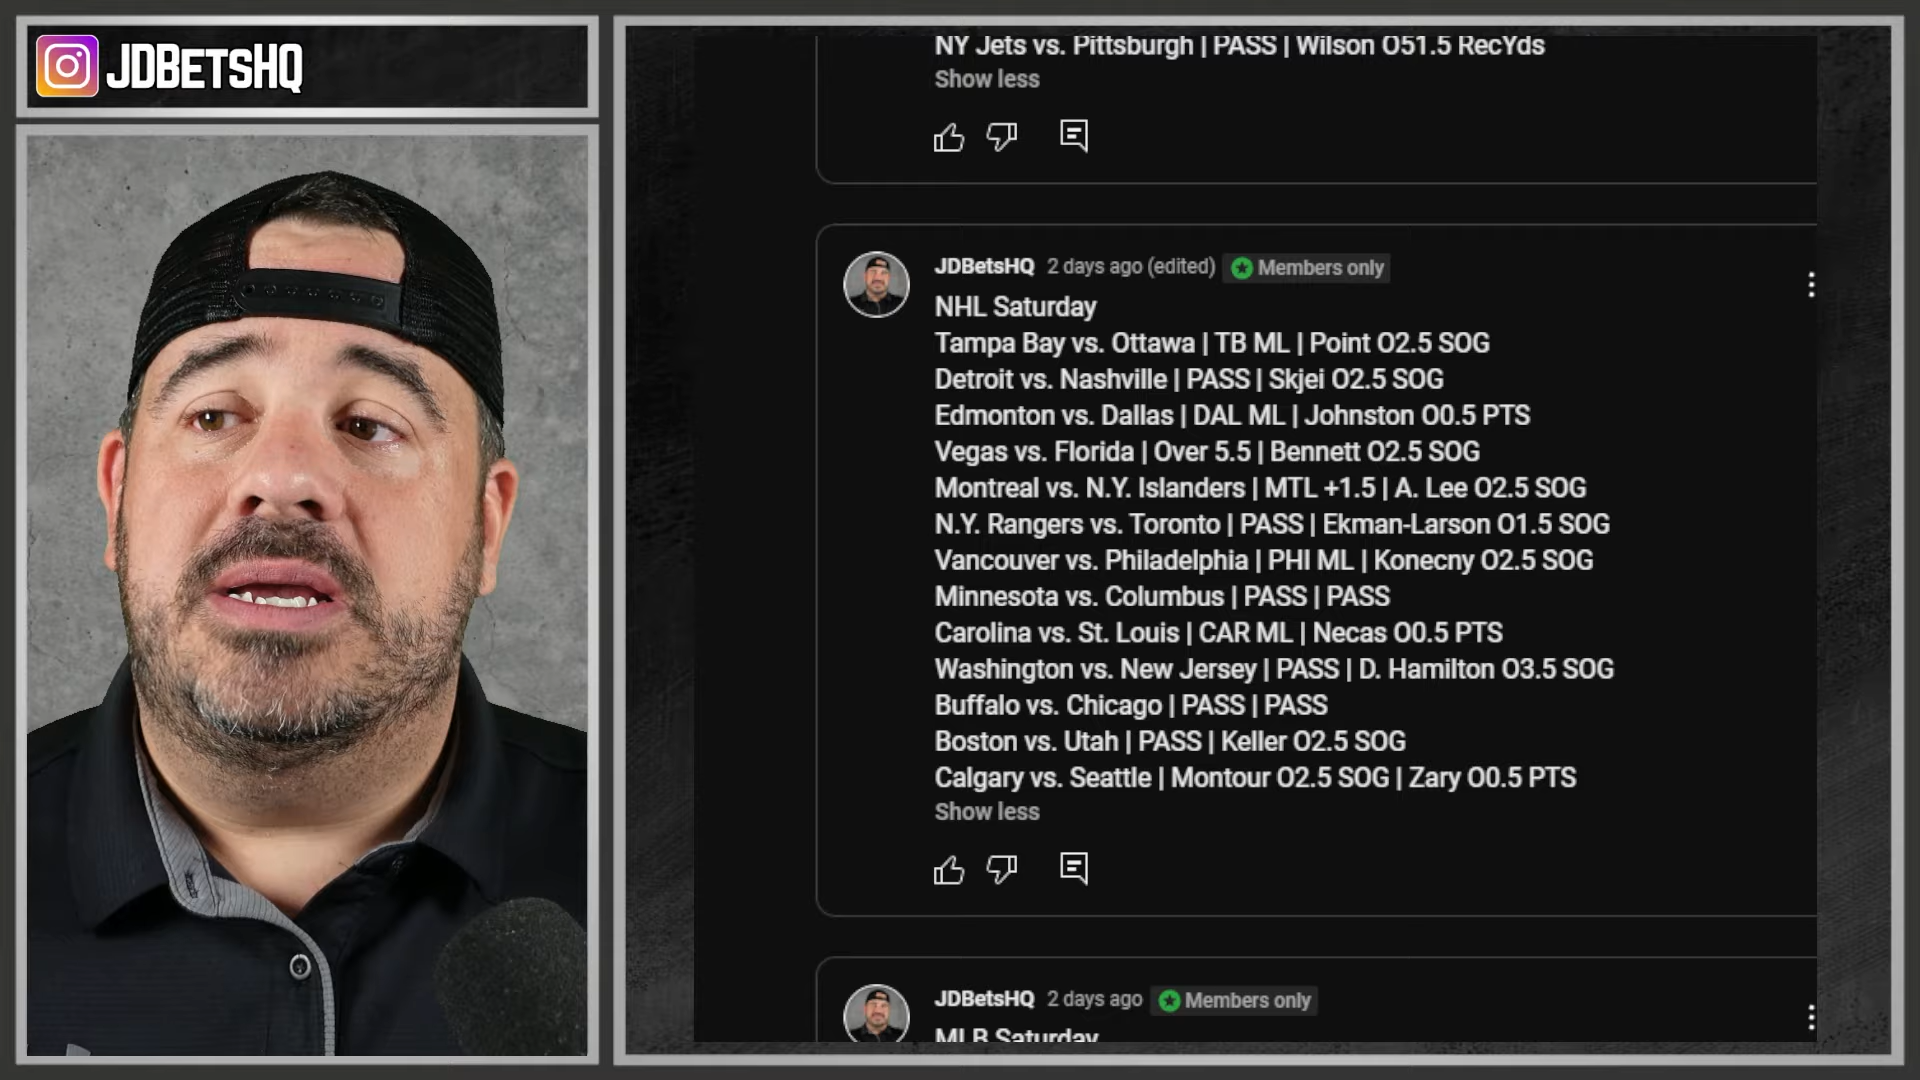 JDBETSHQ
NY Jets vs. Pittsburgh | PASS | Wilson O51.5 RecYds
Show less
JDBetsHQ 2 days ago (edited) Members only
NHL Saturday
Tampa Bay vs. Ottawa | TB ML | Point O2.5 SOG
Detroit vs. Nashville | PASS | Skjei O2.5 SOG
Edmonton vs. Dallas | DAL ML | Johnston O0.5 PTS
Vegas vs. Florida | Over 5.5 | Bennett O2.5 SOG
Montreal vs. N.Y. Islanders | MTL +1.5 | A. Lee O2.5 SOG
N.Y. Rangers vs. Toronto | PASS | Ekman-Larson O1.5 SOG
Vancouver vs. Philadelphia | PHI ML | Konecny O2.5 SOG
Minnesota vs. Columbus | PASS | PASS
Carolina vs. St. Louis | CAR ML | Necas O0.5 PTS
Washington vs. New Jersey | PASS | D. Hamilton O3.5 SOG
Buffalo vs. Chicago | PASS | PASS
Boston vs. Utah | PASS | Keller O2.5 SOG
Calgary vs. Seattle | Montour O2.5 SOG | Zary O0.5 PTS
Show less
JDBetsHQ 2 days ago Members only
MLB Saturday